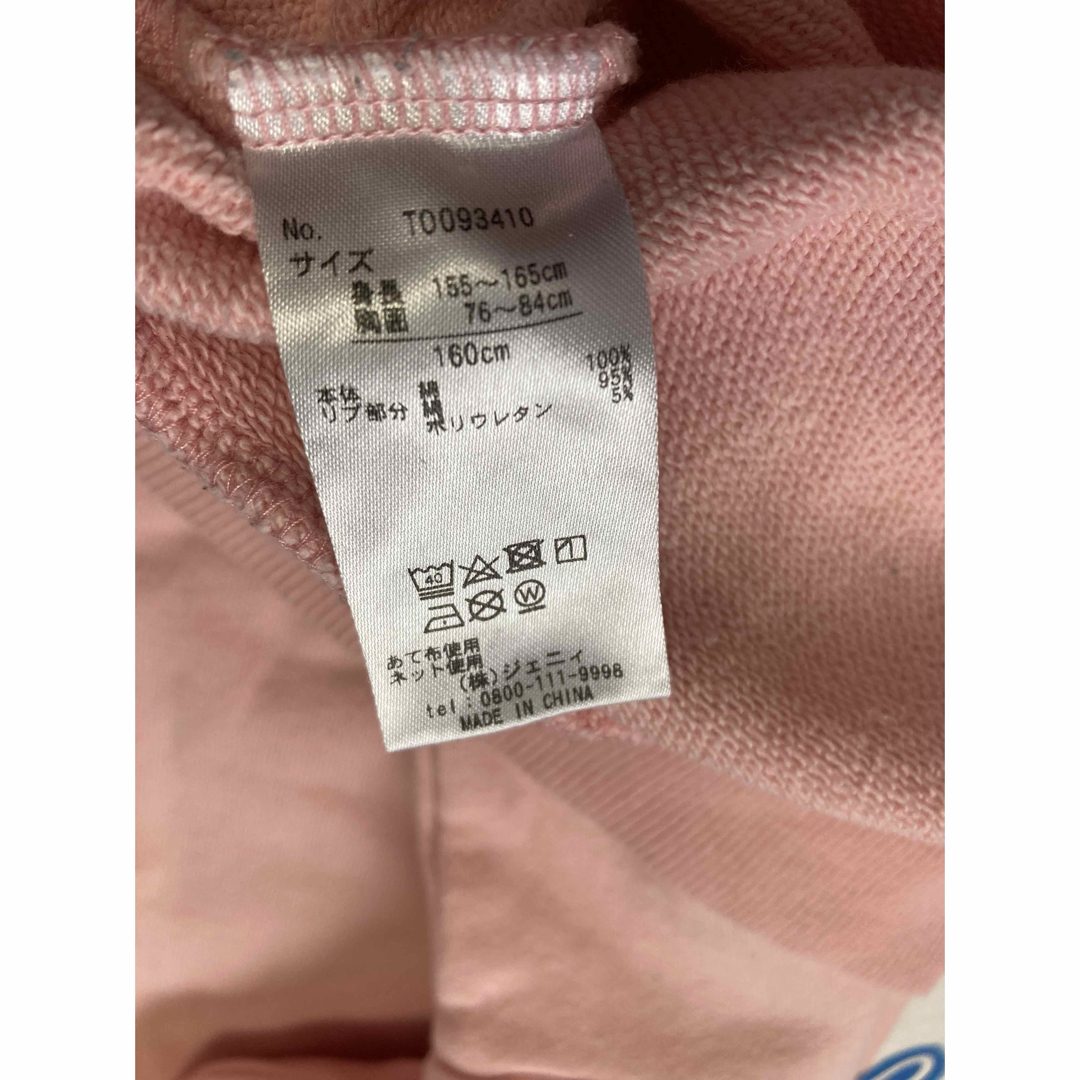 No. T0093410
サイズ
身長 155～165cm
胸囲 76～84cm
160cm
本体 綿 100%
リブ部分 綿 95%
ポリウレタン 5%
40
1
W
あて布使用
ネット使用
(株)ジェニィ
tel：0800-111-9998
MADE IN CHINA